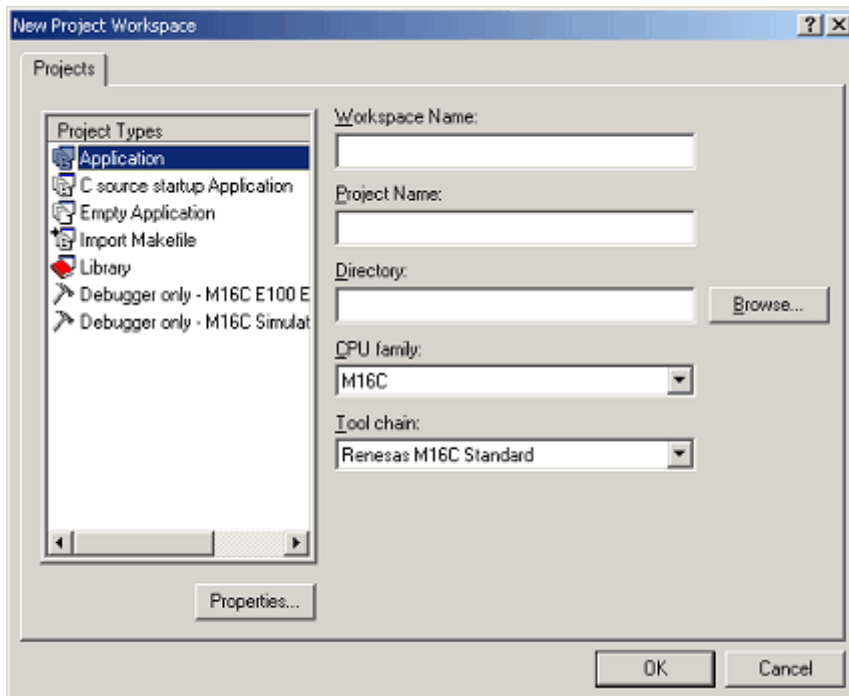 New Project Workspace
Projects
Project Types
Application
C source startup Application
Empty Application
Import Makefile
Library
Debugger only - M16C E100 E
Debugger only - M16C Simulat
Properties...
Workspace Name:
Project Name:
Directory:
Browse...
CPU family:
M16C
Tool chain:
Renesas M16C Standard
OK
Cancel